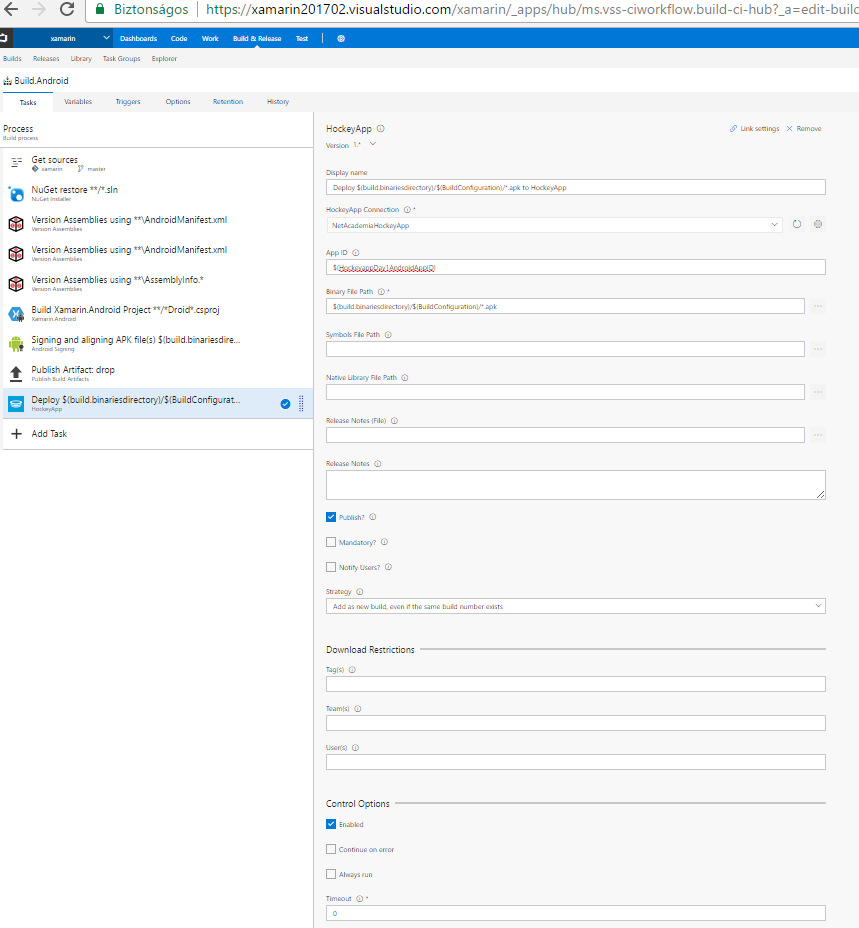 Biztonságos https://xamarin201702.visualstudio.com/xamarin/_apps/hub/ms.vss-ciworkflow.build-ci-hub?_a=edit-build
xamarin Dashboards Code Work Build & Release Test
Builds Releases Library Task Groups Explorer
Build.Android
Tasks Variables Triggers Options Retention History
Process
Build process
Get sources
xamarin master
NuGet restore **/*.sln
NuGet Installer
Version Assemblies using **\AndroidManifest.xml
Version Assemblies
Version Assemblies using **\AndroidManifest.xml
Version Assemblies
Version Assemblies using **\AssemblyInfo.*
Version Assemblies
Build Xamarin.Android Project **/*Droid*.csproj
Xamarin.Android
Signing and aligning APK file(s) $(build.binariesdire...
Android Signing
Publish Artifact: drop
Publish Build Artifacts
Deploy $(build.binariesdirectory)/$(BuildConfigurat...
HockeyApp
Add Task
HockeyApp Link settings Remove
Version 1.*
Display name
Deploy $(build.binariesdirectory)/$(BuildConfiguration)/*.apk to HockeyApp
HockeyApp Connection *
NetAcademiaHockeyApp
App ID
$(HockeyappDay1AndroidAppID)
Binary File Path *
$(build.binariesdirectory)/$(BuildConfiguration)/*.apk
Symbols File Path
Native Library File Path
Release Notes (File)
Release Notes
Publish?
Mandatory?
Notify Users?
Strategy
Add as new build, even if the same build number exists
Download Restrictions
Tag(s)
Team(s)
User(s)
Control Options
Enabled
Continue on error
Always run
Timeout *
0